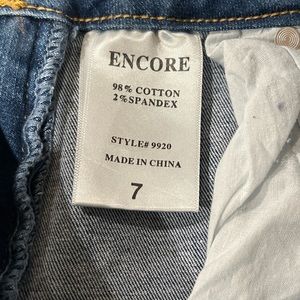 ENCORE
98% COTTON
2% SPANDEX
STYLE# 9920
MADE IN CHINA
7